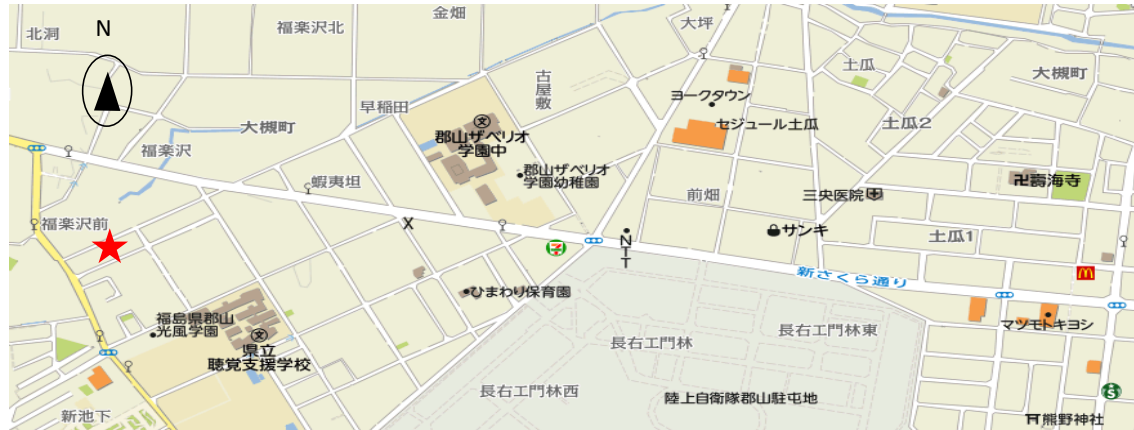 金畑
大坪
N
北洞
福楽沢北
土瓜
大槻町
古屋敷
ヨークタウン
早稲田
セジュール土瓜
土瓜2
大槻町
文
郡山ザベリオ
学園中
福楽沢
郡山ザベリオ
学園幼稚園
蝦夷坦
卍壽海寺
前畑
三央医院
福楽沢前
X
サンキ
土瓜1
7
NTT
新さくら通り
M
ひまわり保育園
福島県郡山
光風学園
文
県立
聴覚支援学校
マツモトキヨシ
長右エ門林東
長右エ門林
長右エ門林西
陸上自衛隊郡山駐屯地
新池下
熊野神社